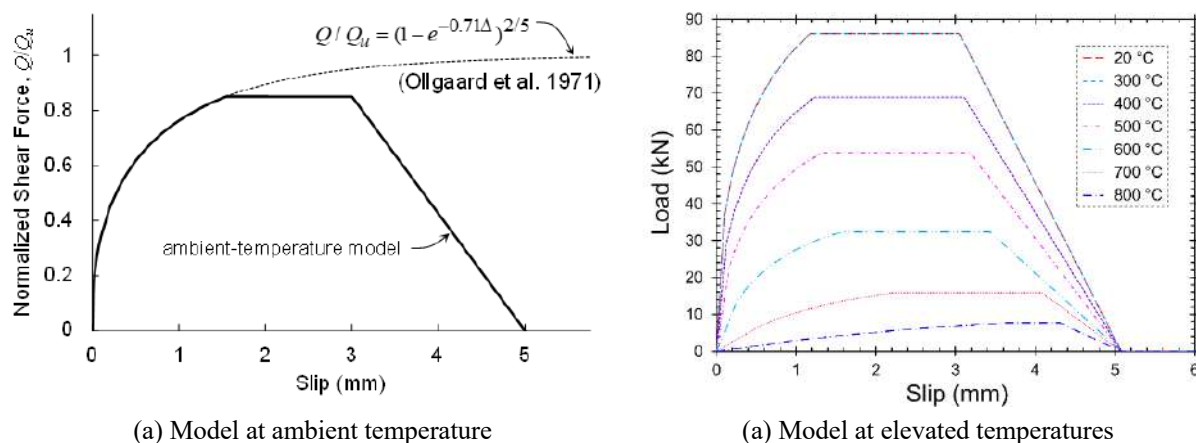 Q / Q_u = (1 – e^{-0.71Δ})^{2/5}
(Ollgaard et al. 1971)
ambient-temperature model
Normalized Shear Force, Q/Q_u
1
0.8
0.6
0.4
0.2
0
0 1 2 3 4 5
Slip (mm)
(a) Model at ambient temperature
Load (kN)
90
80
70
60
50
40
30
20
10
0
20 °C
300 °C
400 °C
500 °C
600 °C
700 °C
800 °C
0 1 2 3 4 5 6
Slip (mm)
(a) Model at elevated temperatures